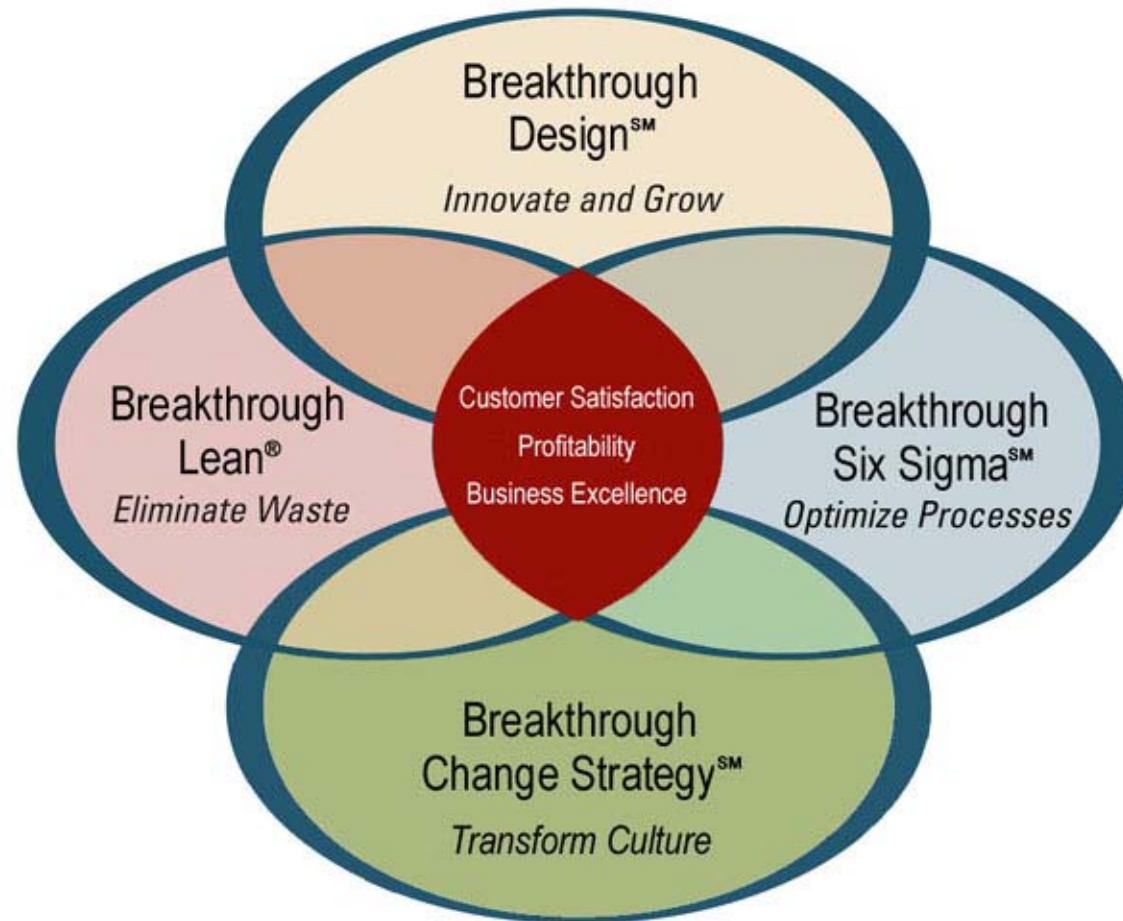 Breakthrough
Design℠
Innovate and Grow
Breakthrough
Lean®
Eliminate Waste
Customer Satisfaction
Profitability
Business Excellence
Breakthrough
Six Sigma℠
Optimize Processes
Breakthrough
Change Strategy℠
Transform Culture